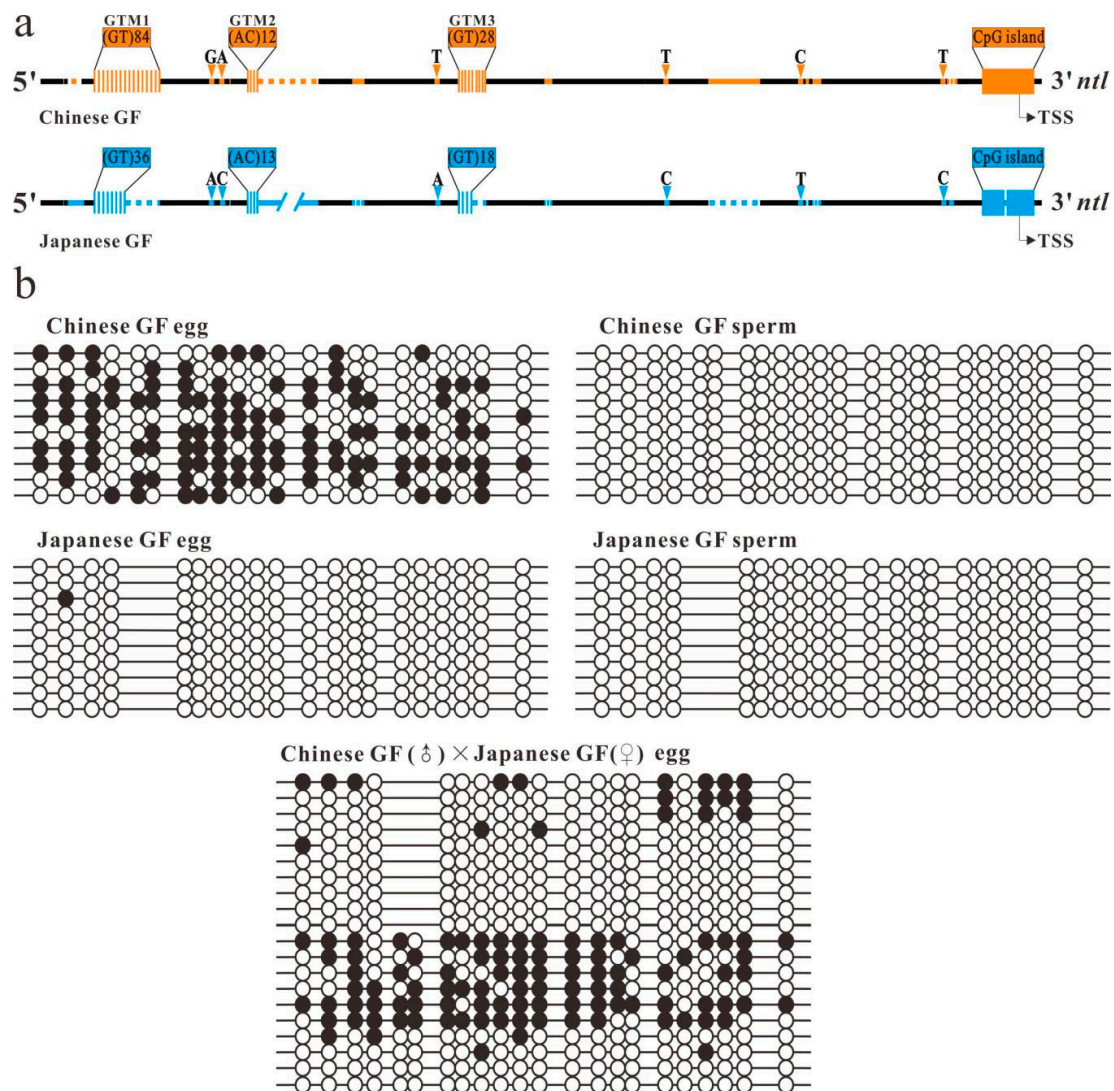 a
GTM1 GTM2 GTM3
(GT)84 (AC)12 (GT)28 CpG island
G A T T C T
5' 3' ntl
Chinese GF TSS
(GT)36 (AC)13 (GT)18 CpG island
A C A C T C
5' 3' ntl
Japanese GF TSS
b
Chinese GF egg Chinese GF sperm
Japanese GF egg Japanese GF sperm
Chinese GF(♂)×Japanese GF(♀) egg